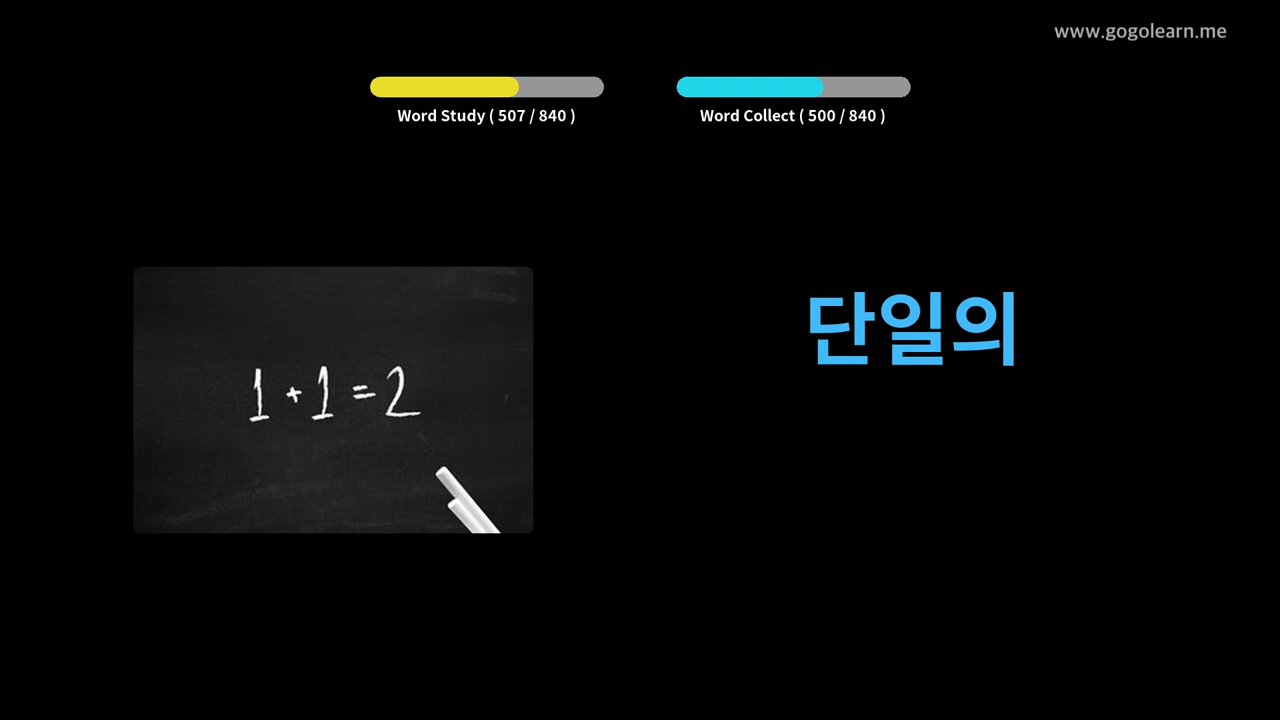 www.gogolearn.me
Word Study ( 507 / 840 )
Word Collect ( 500 / 840 )
1 + 1 = 2
단일의